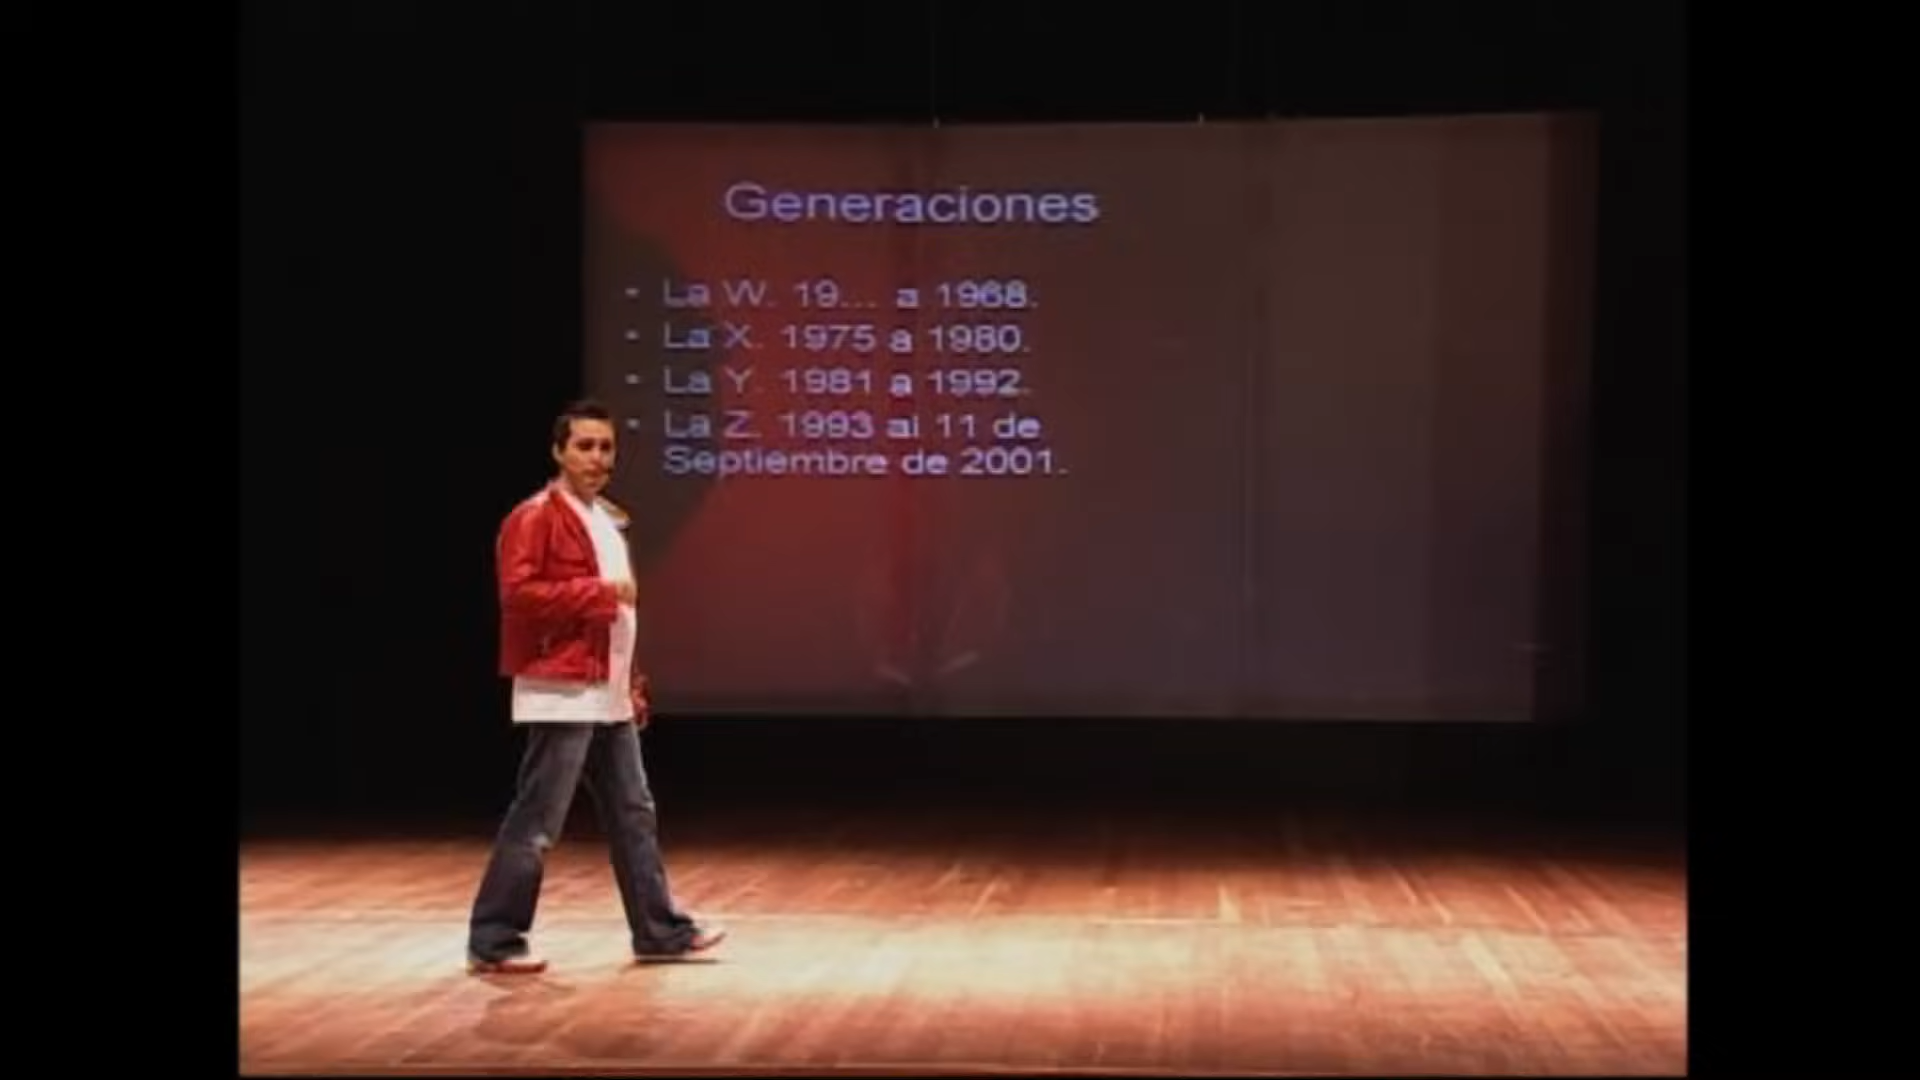 Generaciones
- La W. 19... a 1968.
- La X. 1975 a 1980.
- La Y. 1981 a 1992.
- La Z. 1993 al 11 de
Septiembre de 2001.